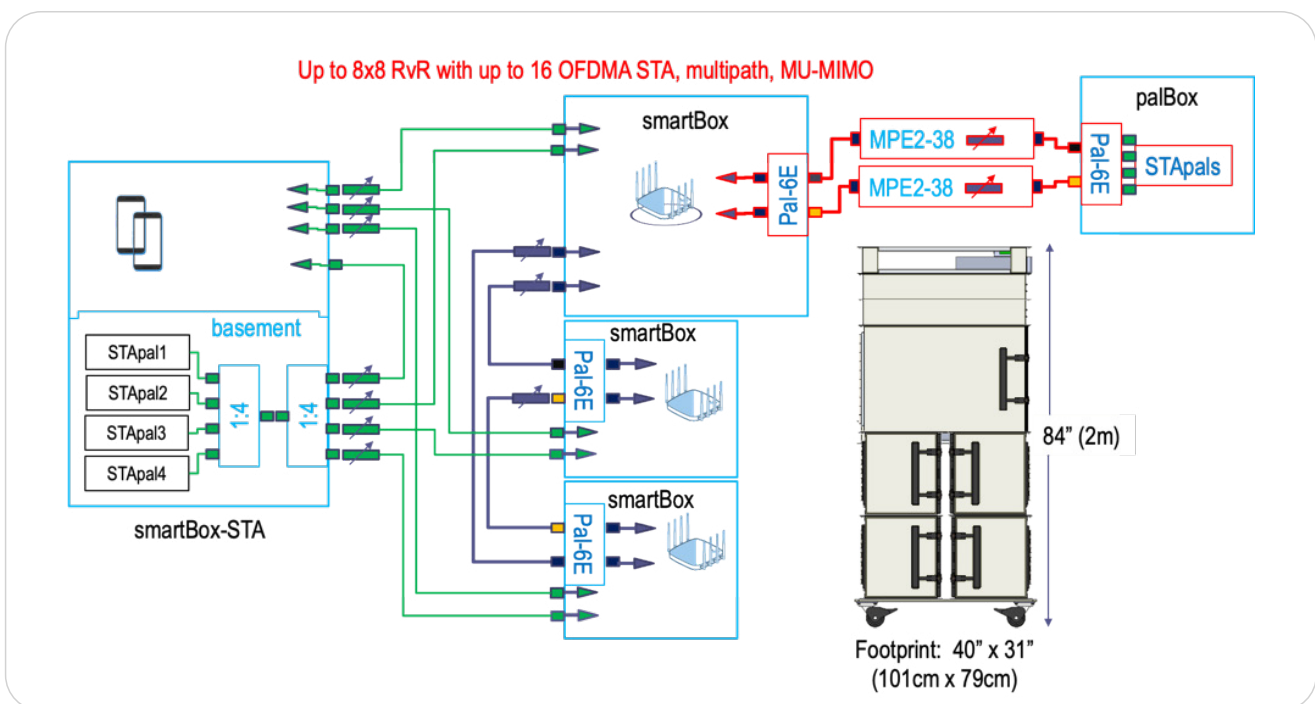 Up to 8x8 RvR with up to 16 OFDMA STA, multipath, MU-MIMO
smartBox
palBox
MPE2-38
MPE2-38
Pal-6E
Pal-6E
STApals
basement
STApal1
STApal2
STApal3
STApal4
1:4
1:4
smartBox-STA
smartBox
Pal-6E
smartBox
Pal-6E
84” (2m)
Footprint: 40” x 31”
(101cm x 79cm)